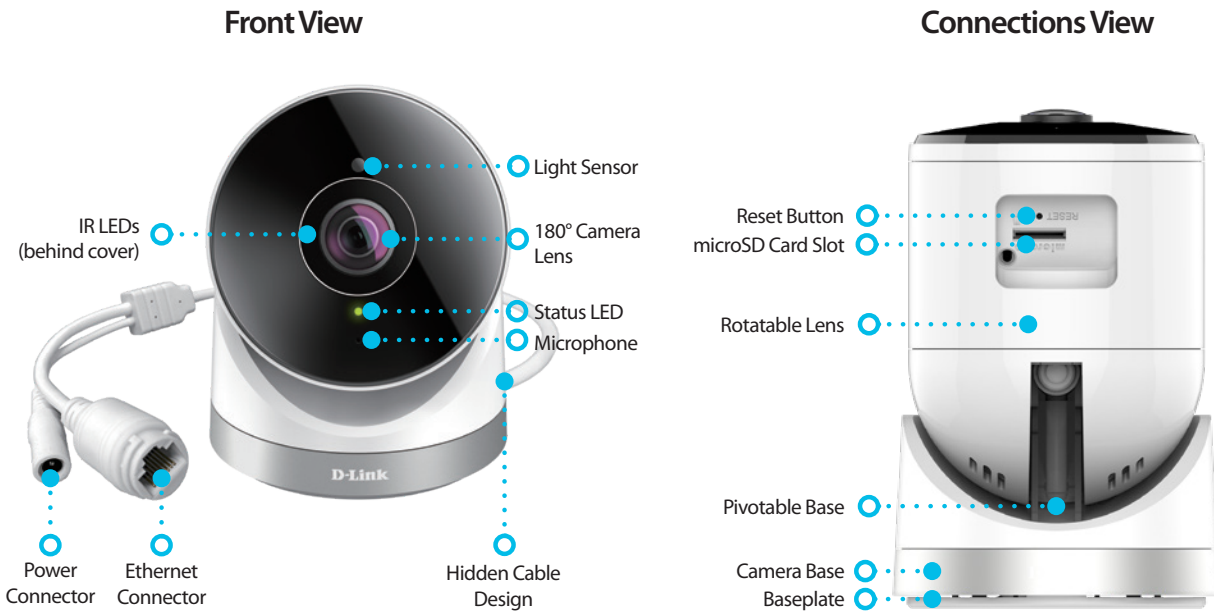 Front View
Connections View
Light Sensor
IR LEDs
(behind cover)
180° Camera
Lens
Status LED
Microphone
D-Link
Power
Connector
Ethernet
Connector
Hidden Cable
Design
RESET
Reset Button
microSD Card Slot
Rotatable Lens
Pivotable Base
Camera Base
Baseplate